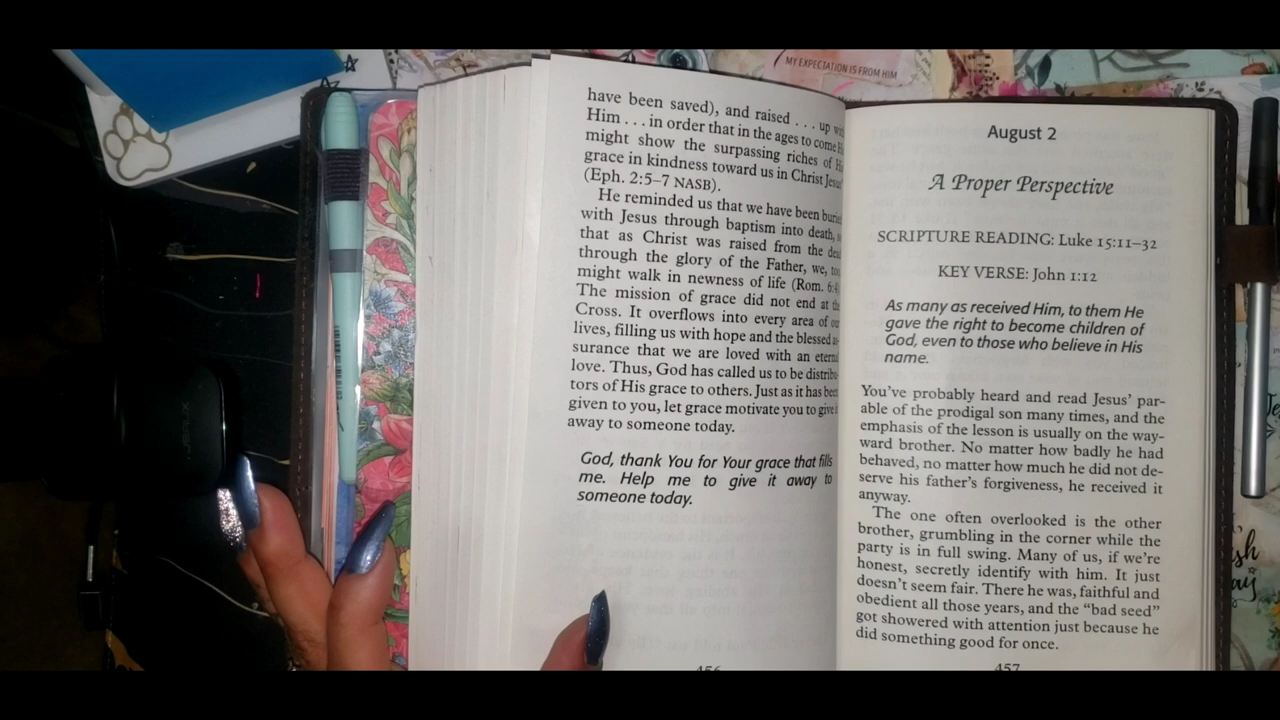 MY EXPECTATION IS FROM HIM
have been saved), and raised . . . up
Him . . . in order that in the ages to come
might show the surpassing riches of
grace in kindness toward us in Christ Jesus
(Eph. 2:5–7 NASB).
He reminded us that we have been
with Jesus through baptism into death,
that as Christ was raised from the
through the glory of the Father, we,
might walk in newness of life (Rom. 6:4
The mission of grace did not end at
Cross. It overflows into every area of
lives, filling us with hope and the blessed
surance that we are loved with an
love. Thus, God has called us to be distribu-
tors of His grace to others. Just as it has
given to you, let grace motivate you to give
away to someone today.
God, thank You for Your grace that fills
me. Help me to give it away to
someone today.
456
August 2
A Proper Perspective
SCRIPTURE READING: Luke 15:11–32
KEY VERSE: John 1:12
As many as received Him, to them He
gave the right to become children of
God, even to those who believe in His
name.
You've probably heard and read Jesus' par-
able of the prodigal son many times, and the
emphasis of the lesson is usually on the way-
ward brother. No matter how badly he had
behaved, no matter how much he did not de-
serve his father's forgiveness, he received it
anyway.
The one often overlooked is the other
brother, grumbling in the corner while the
party is in full swing. Many of us, if we're
honest, secretly identify with him. It just
doesn't seem fair. There he was, faithful and
obedient all those years, and the "bad seed"
got showered with attention just because he
did something good for once.
457